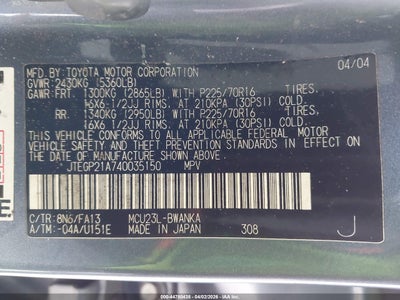 MFD. BY TOYOTA MOTOR CORPORATION 04/04
GVWR: 2430KG (5360LB)
GAWR: FRT. 1300KG (2865LB) WITH P225/70R16 TIRES,
16X6-1/2JJ RIMS, AT 210KPA (30PSI) COLD.
RR. 1340KG (2950LB) WITH P225/70R16 TIRES,
16X6-1/2JJ RIMS, AT 210KPA (30PSI) COLD.
THIS VEHICLE CONFORMS TO ALL APPLICABLE FEDERAL MOTOR
VEHICLE SAFETY AND BUMPER STANDARDS IN EFFECT ON THE
DATE OF MANUFACTURE SHOWN ABOVE.
JTEGP21A740035150 MPV
C/TR: 8N6/FA13 MCU23L-BWANKA
A/TM: -04A/U151E MADE IN JAPAN 308 J